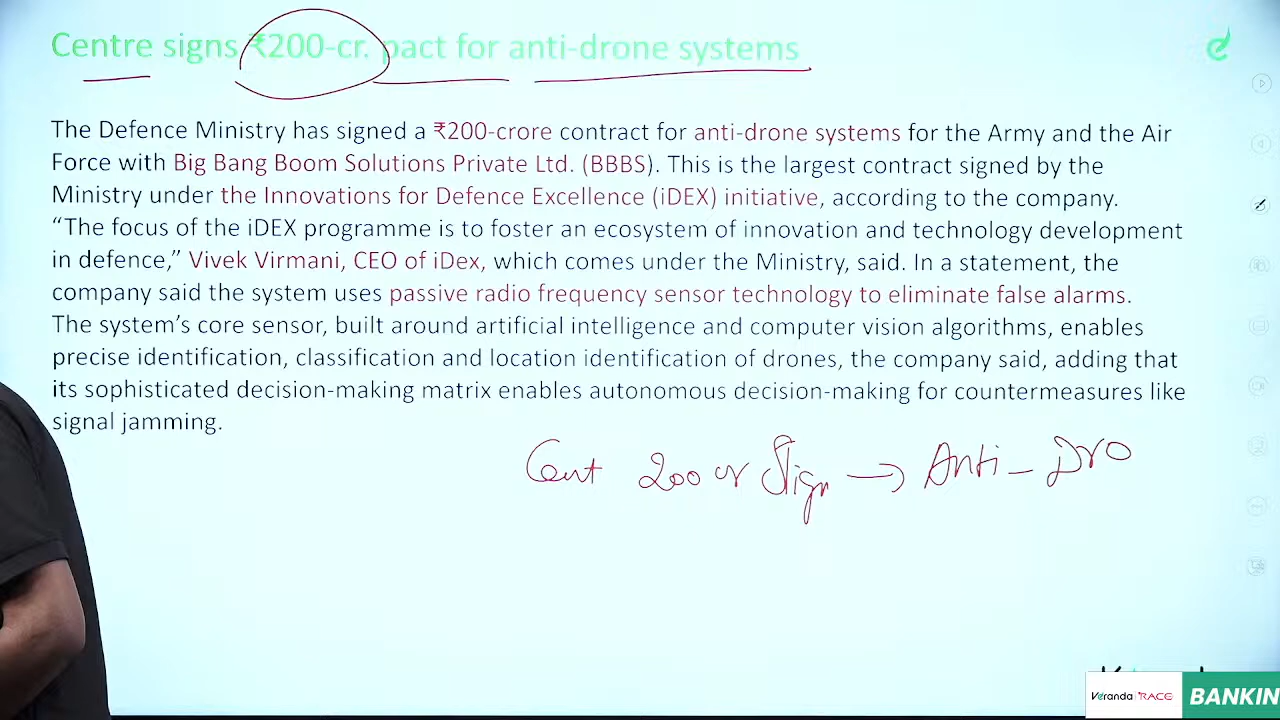 Centre signs ₹200-cr. pact for anti-drone systems
The Defence Ministry has signed a ₹200-crore contract for anti-drone systems for the Army and the Air
Force with Big Bang Boom Solutions Private Ltd. (BBBS). This is the largest contract signed by the
Ministry under the Innovations for Defence Excellence (iDEX) initiative, according to the company.
“The focus of the iDEX programme is to foster an ecosystem of innovation and technology development
in defence,” Vivek Virmani, CEO of iDex, which comes under the Ministry, said. In a statement, the
company said the system uses passive radio frequency sensor technology to eliminate false alarms.
The system’s core sensor, built around artificial intelligence and computer vision algorithms, enables
precise identification, classification and location identification of drones, the company said, adding that
its sophisticated decision-making matrix enables autonomous decision-making for countermeasures like
signal jamming.
Cent 200 cr Sign → Anti-Dro
Veranda RACE BANKIN